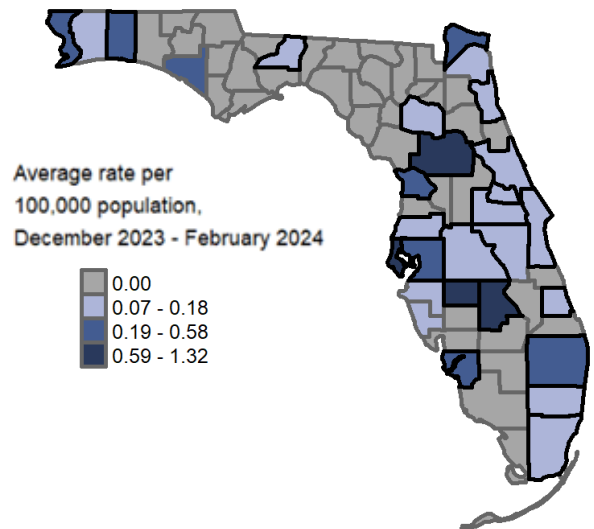 Average rate per
100,000 population,
December 2023 - February 2024
0.00
0.07 - 0.18
0.19 - 0.58
0.59 - 1.32